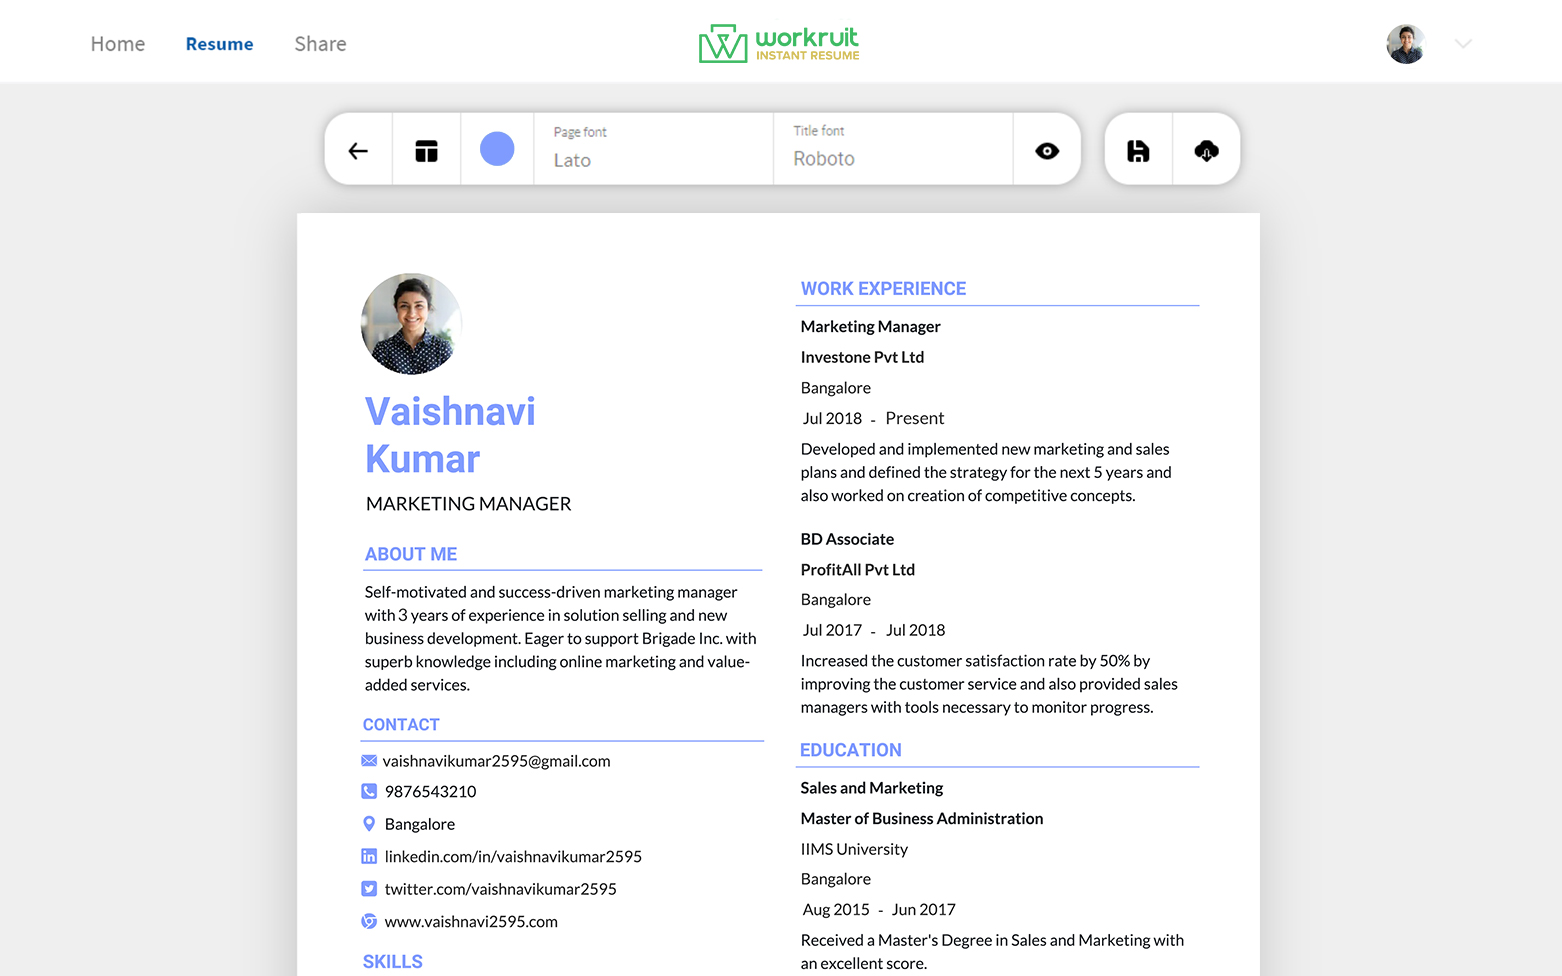 Home
Resume
Share
workruit
INSTANT RESUME
Page font
Lato
Title font
Roboto
Vaishnavi
Kumar
MARKETING MANAGER
ABOUT ME
Self-motivated and success-driven marketing manager
with 3 years of experience in solution selling and new
business development. Eager to support Brigade Inc. with
superb knowledge including online marketing and value-
added services.
CONTACT
vaishnavikumar2595@gmail.com
9876543210
Bangalore
linkedin.com/in/vaishnavikumar2595
twitter.com/vaishnavikumar2595
www.vaishnavi2595.com
SKILLS
WORK EXPERIENCE
Marketing Manager
Investone Pvt Ltd
Bangalore
Jul 2018 - Present
Developed and implemented new marketing and sales
plans and defined the strategy for the next 5 years and
also worked on creation of competitive concepts.
BD Associate
ProfitAll Pvt Ltd
Bangalore
Jul 2017 - Jul 2018
Increased the customer satisfaction rate by 50% by
improving the customer service and also provided sales
managers with tools necessary to monitor progress.
EDUCATION
Sales and Marketing
Master of Business Administration
IIMS University
Bangalore
Aug 2015 - Jun 2017
Received a Master's Degree in Sales and Marketing with
an excellent score.